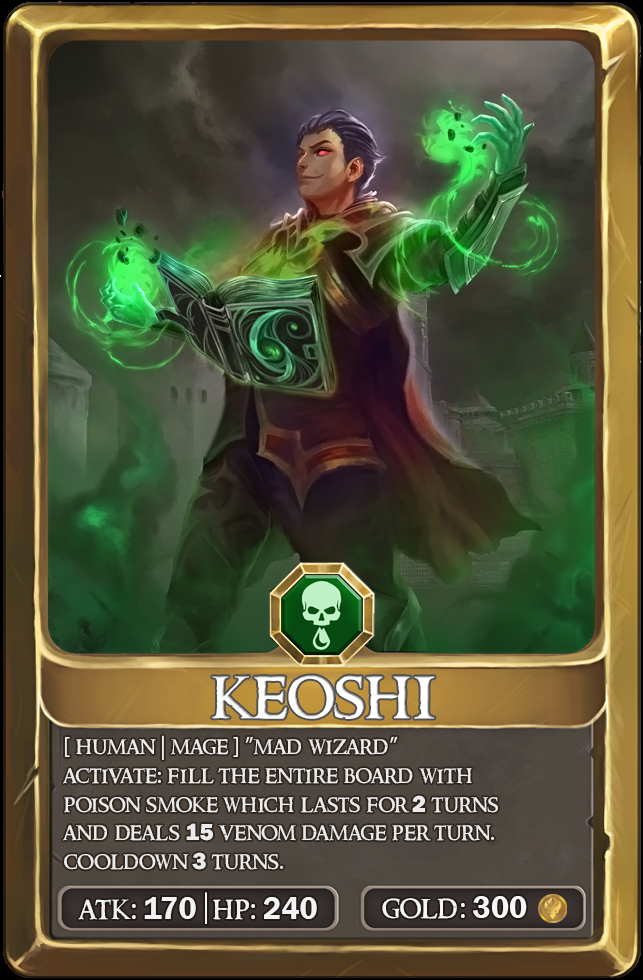 KEOSHI
[ HUMAN | MAGE ] "MAD WIZARD"
ACTIVATE: FILL THE ENTIRE BOARD WITH
POISON SMOKE WHICH LASTS FOR 2 TURNS
AND DEALS 15 VENOM DAMAGE PER TURN.
COOLDOWN 3 TURNS.
ATK: 170 | HP: 240 GOLD: 300